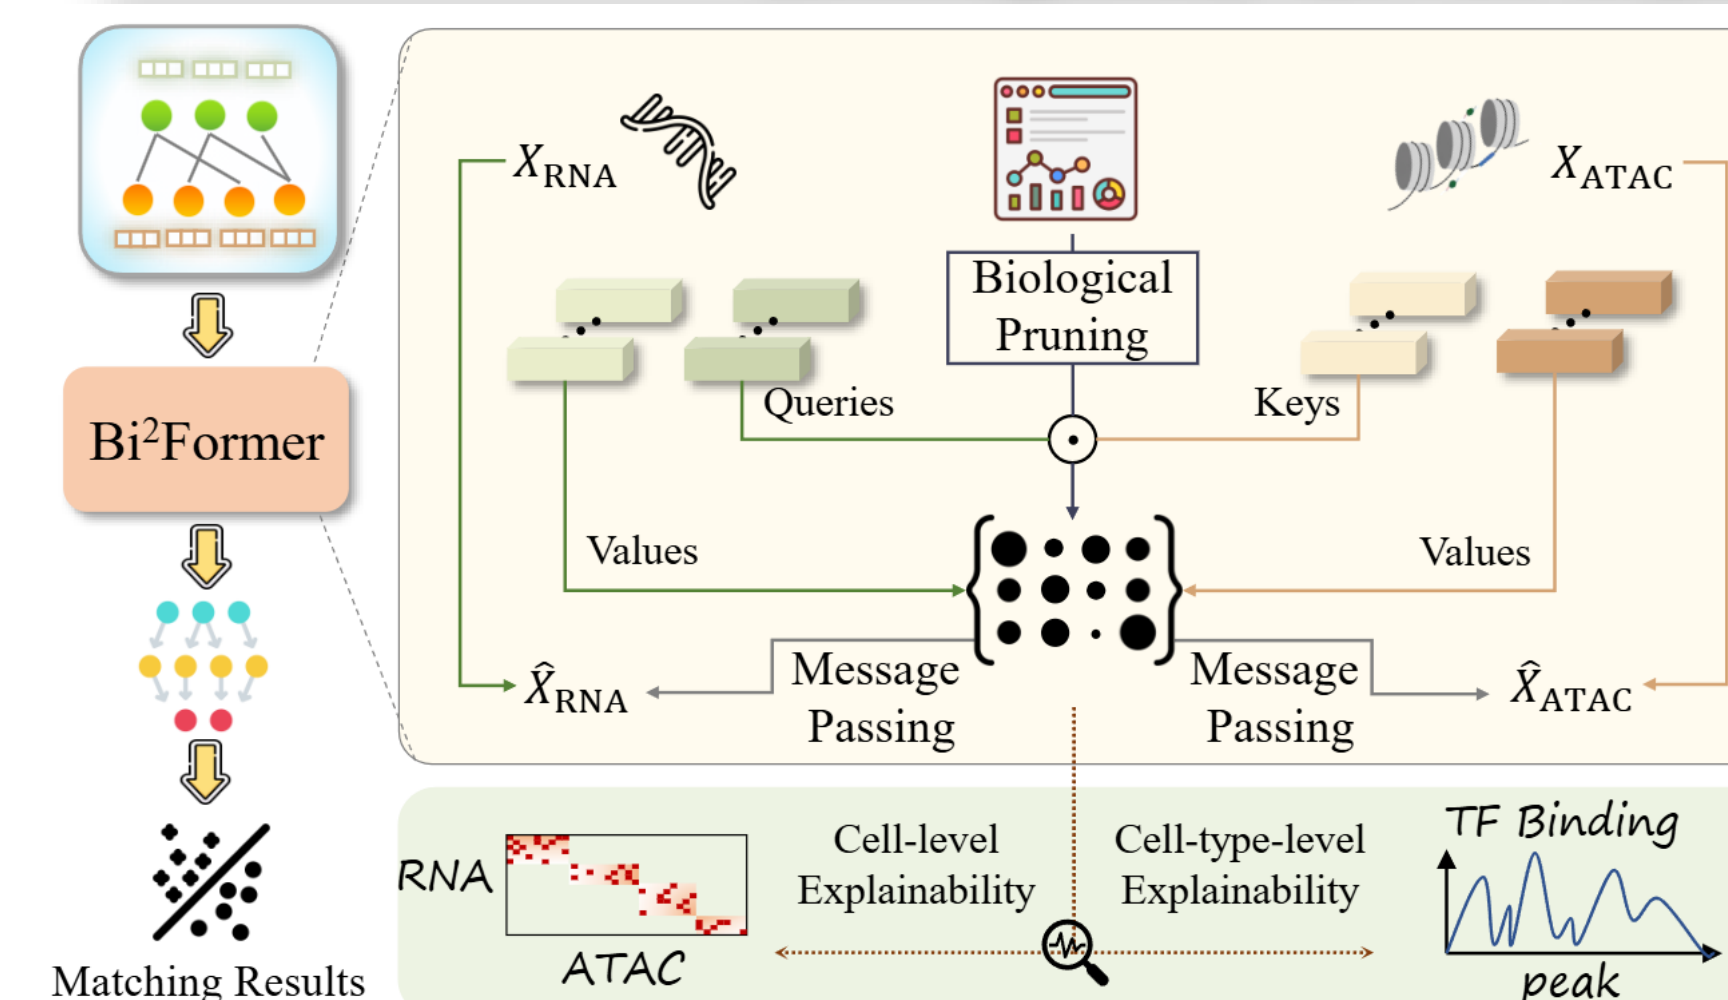 X_RNA
X_ATAC
Biological
Pruning
Queries
Keys
Bi²Former
Values
Values
Message
Passing
Message
Passing
X̂_RNA
X̂_ATAC
Cell-level
Explainability
Cell-type-level
Explainability
TF Binding
RNA
ATAC
peak
Matching Results